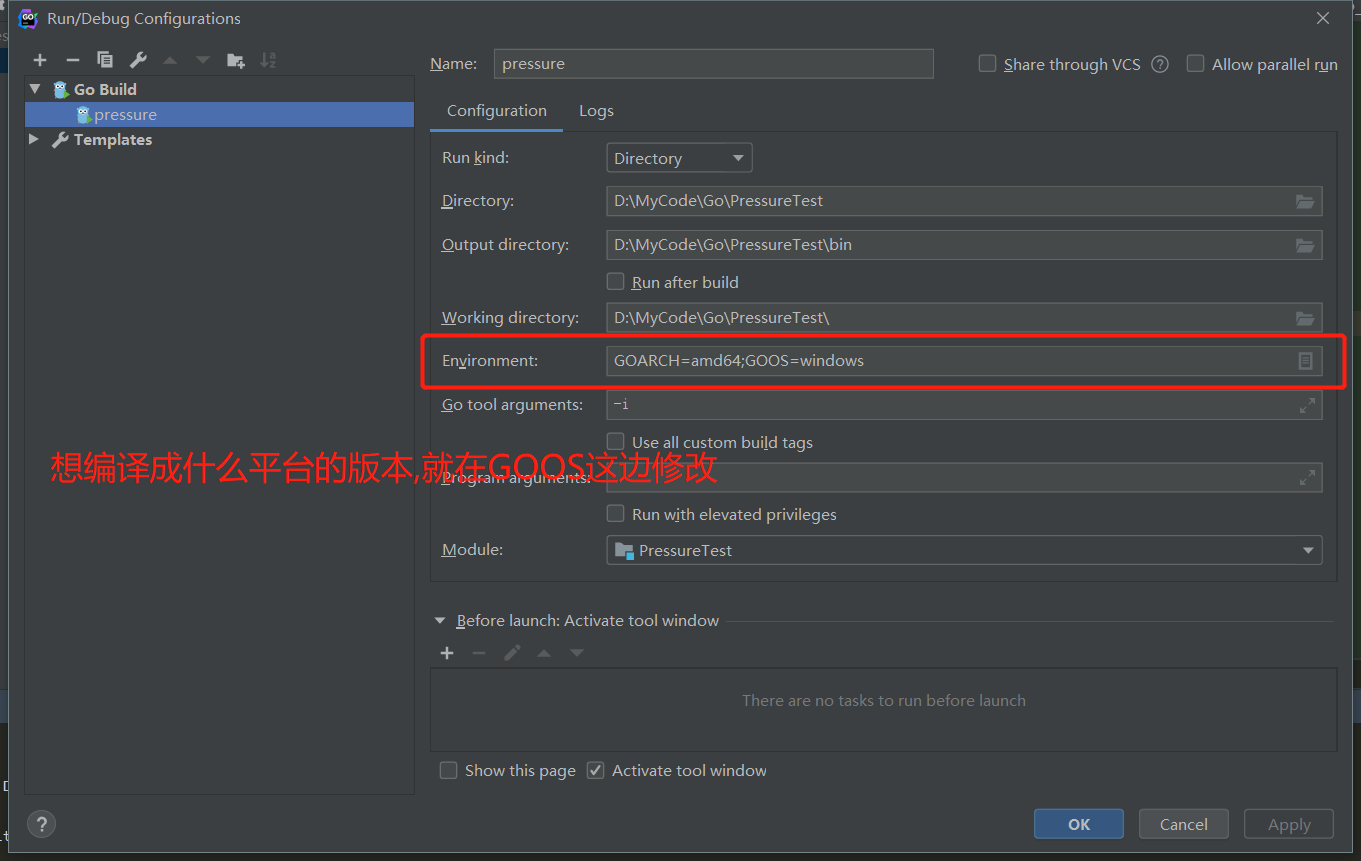 Run/Debug Configurations
Go Build
pressure
Templates
Name: pressure
Share through VCS
Allow parallel run
Configuration Logs
Run kind: Directory
Directory: D:\MyCode\Go\PressureTest
Output directory: D:\MyCode\Go\PressureTest\bin
Run after build
Working directory: D:\MyCode\Go\PressureTest\
Environment: GOARCH=amd64;GOOS=windows
Go tool arguments: -i
Use all custom build tags
想编译成什么平台的版本,就在GOOS这边修改
Program arguments:
Run with elevated privileges
Module: PressureTest
Before launch: Activate tool window
There are no tasks to run before launch
Show this page Activate tool window
? OK Cancel Apply